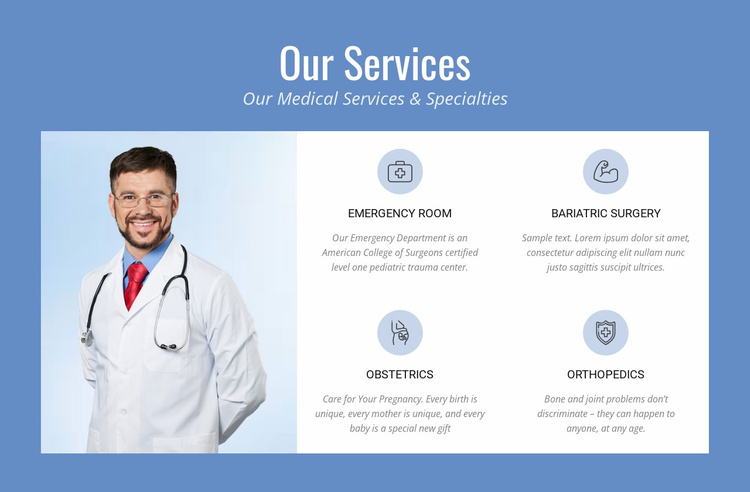 Our Services
Our Medical Services & Specialties
EMERGENCY ROOM
Our Emergency Department is an
American College of Surgeons certified
level one pediatric trauma center.
BARIATRIC SURGERY
Sample text. Lorem ipsum dolor sit amet,
consectetur adipiscing elit nullam nunc
justo sagittis suscipit ultrices.
OBSTETRICS
Care for Your Pregnancy. Every birth is
unique, every mother is unique, and every
baby is a special new gift
ORTHOPEDICS
Bone and joint problems don't
discriminate – they can happen to
anyone, at any age.